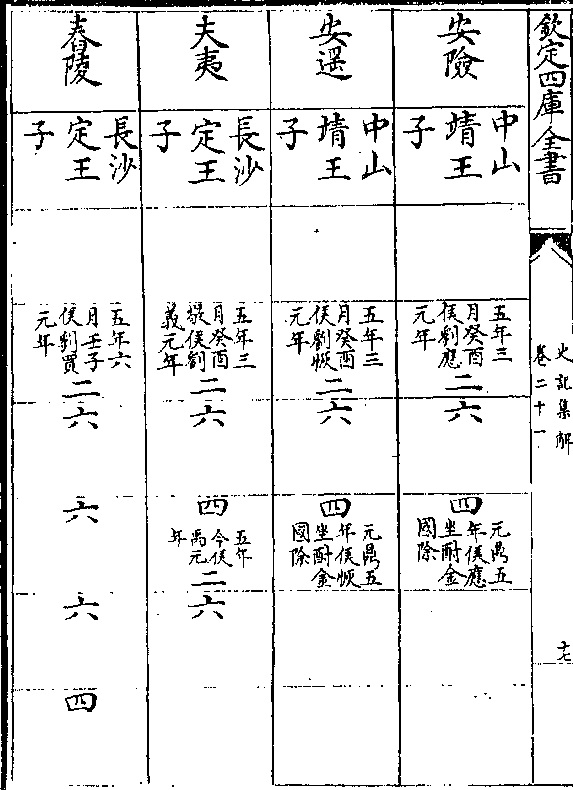 欽定四庫全書
史記集解
卷二十一
十七
安險
中山
靖王
子
五年三
月癸酉
侯劉應
元年
二
六
四
元鼎五
年侯應
坐酎金
國除
安遥
中山
靖王
子
五年三
月癸酉
侯劉恢
元年
二
六
四
元鼎五
年侯恢
坐酎金
國除
夫夷
長沙
定王
子
五年三
月癸酉
敬侯劉
義元年
二
六
四
五年
今侯
禹元
年
二
六
舂陵
長沙
定王
子
五年六
月壬子
侯劉買
元年
二
六
六
六
四